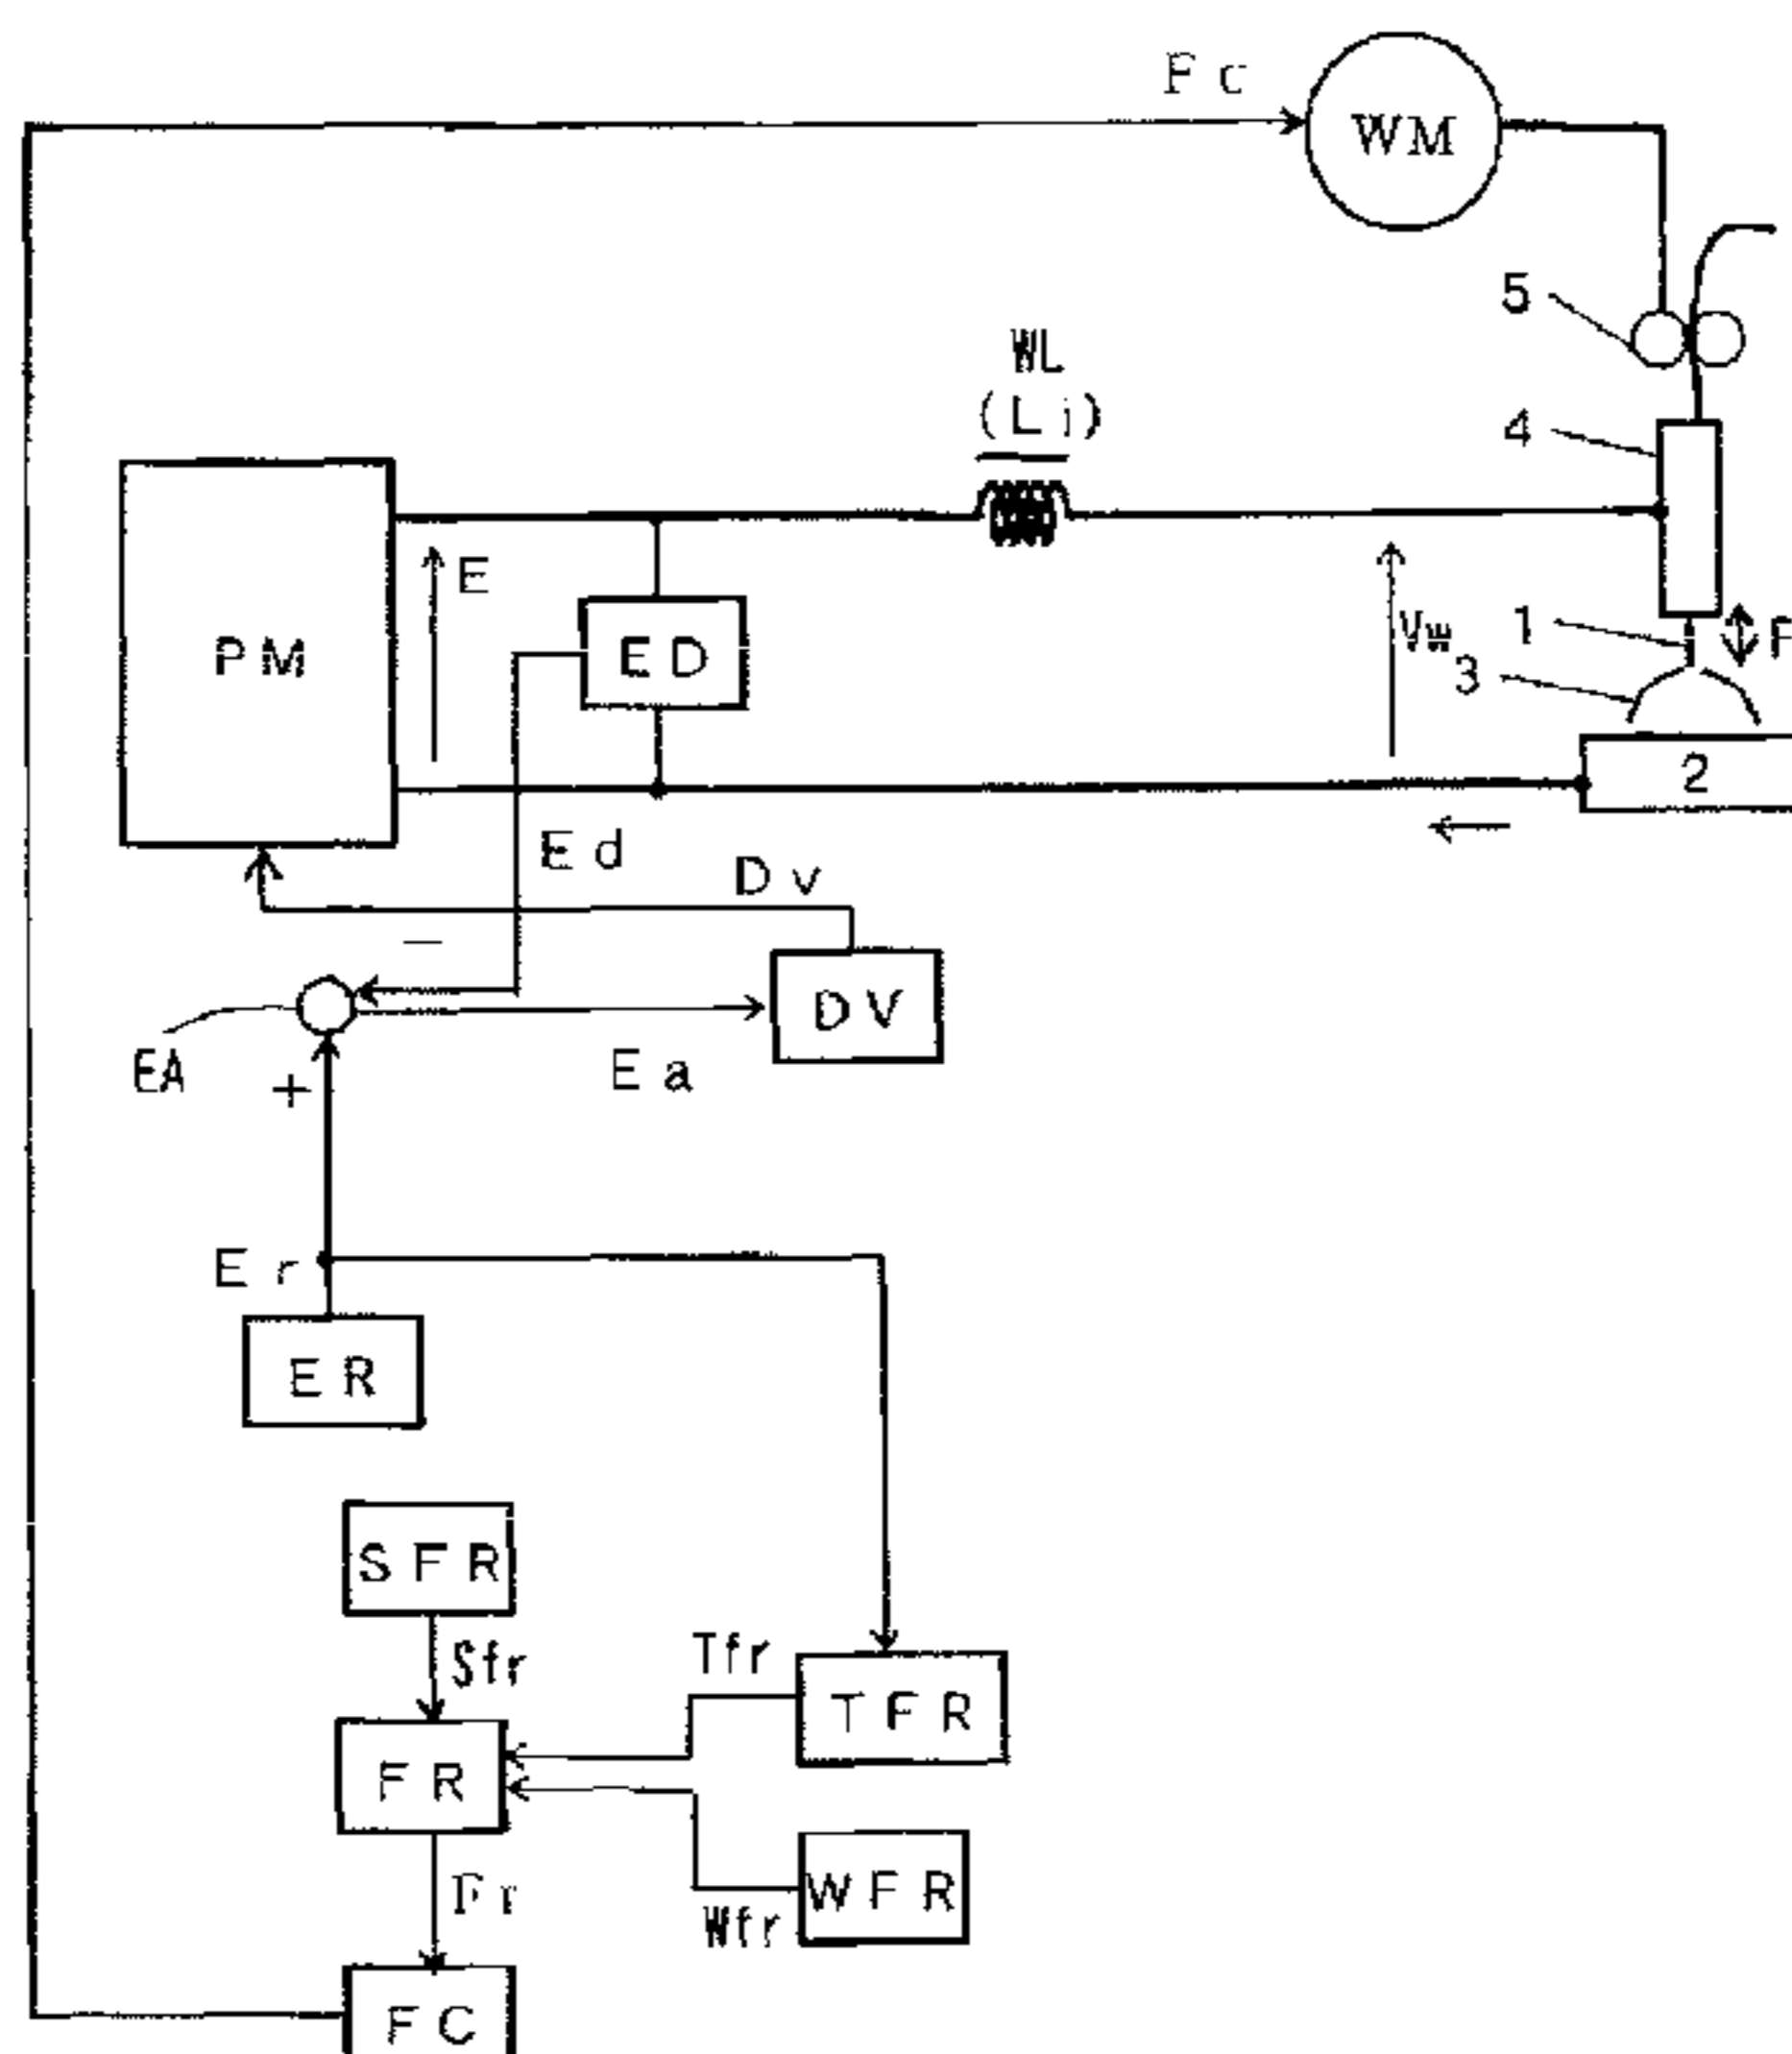 Fc
WM
5
WL
(Li)
4
E
PM
ED
Vw
1
F
3
2
Ed
Dv
−
DV
EA
+
Ea
Er
ER
SFR
Sfr
Tfr
TFR
FR
Fr
WFR
Wfr
FC